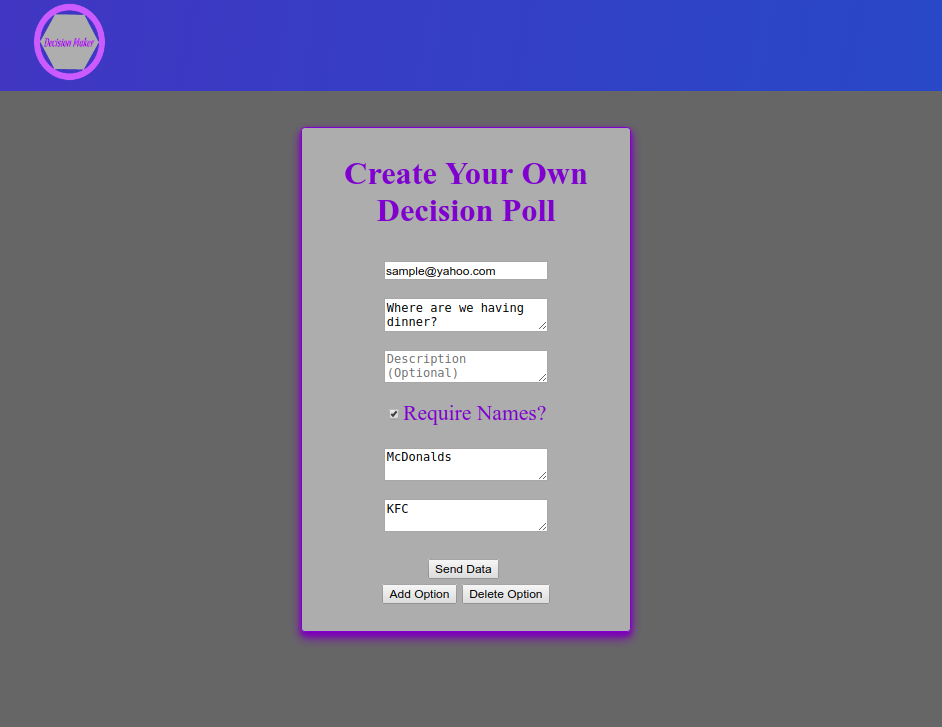 Decision Maker
Create Your Own
Decision Poll
sample@yahoo.com
Where are we having
dinner?
Description
(Optional)
Require Names?
McDonalds
KFC
Send Data
Add Option Delete Option